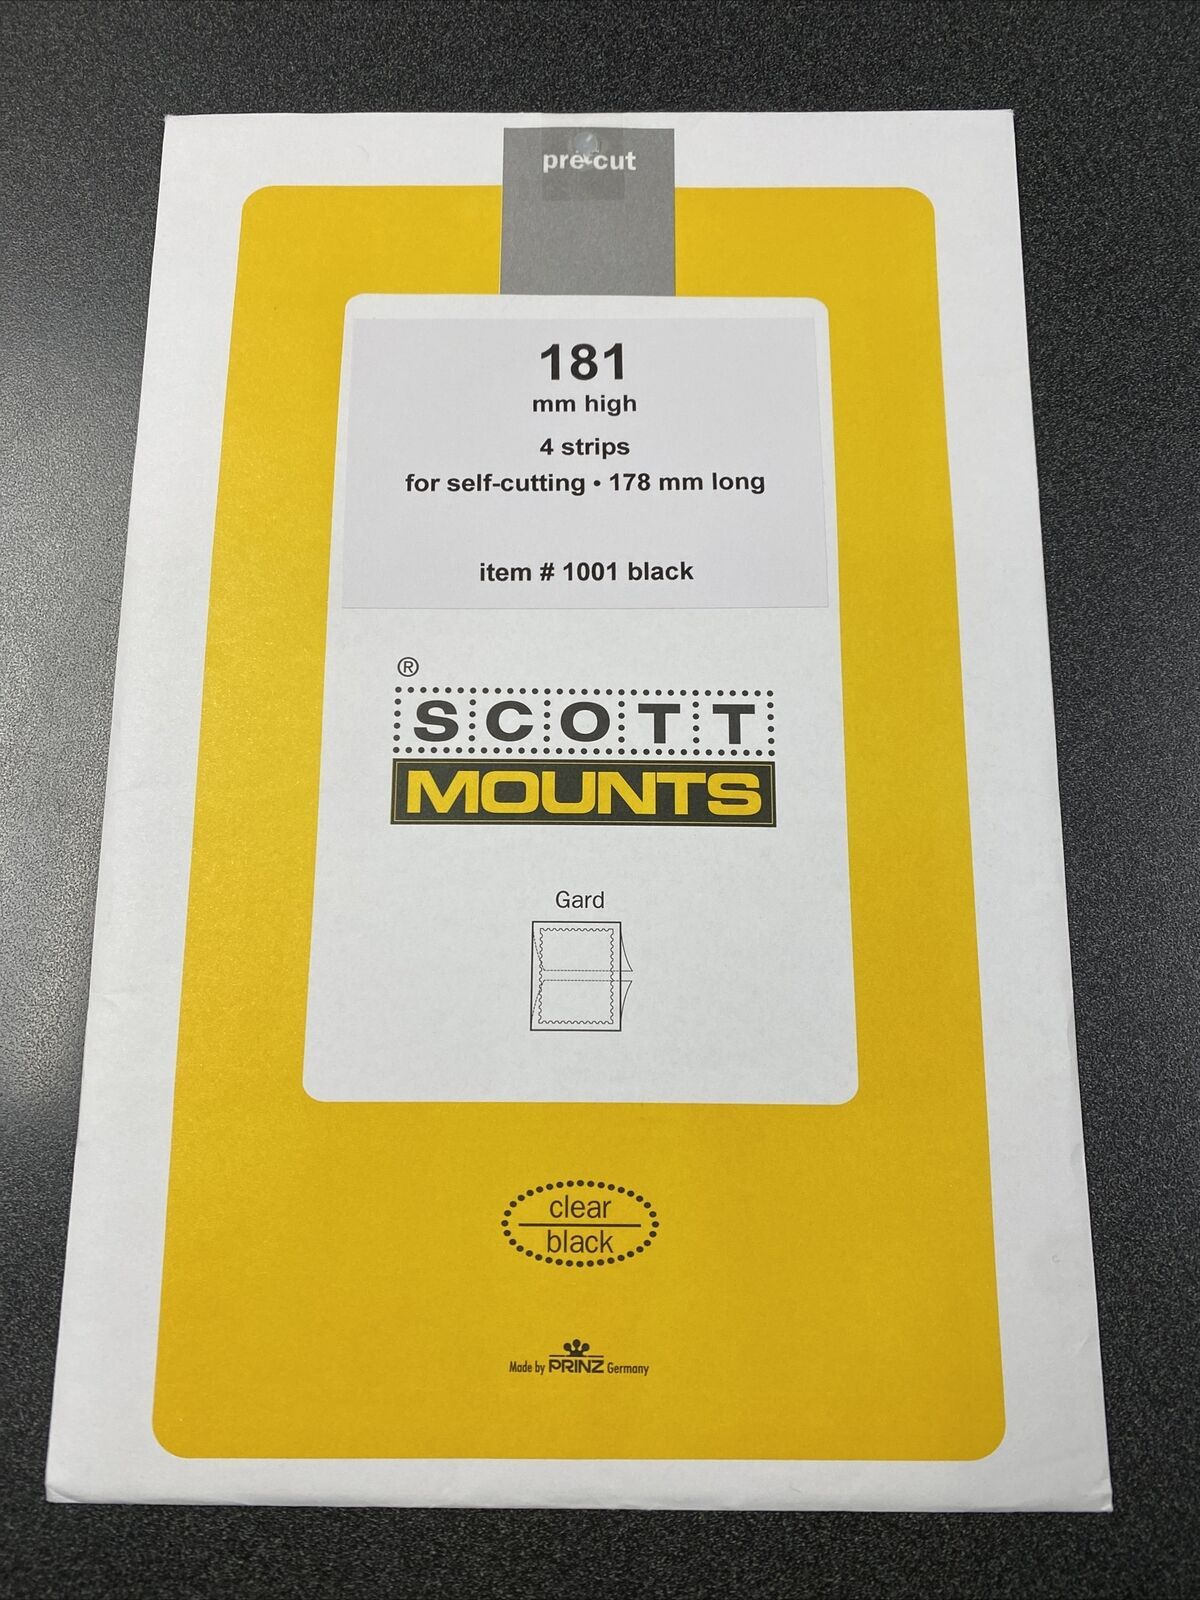 pre-cut
181
mm high
4 strips
for self-cutting • 178 mm long
item # 1001 black
®
SCOTT
MOUNTS
Gard
clear
black
Made by PRINZ Germany